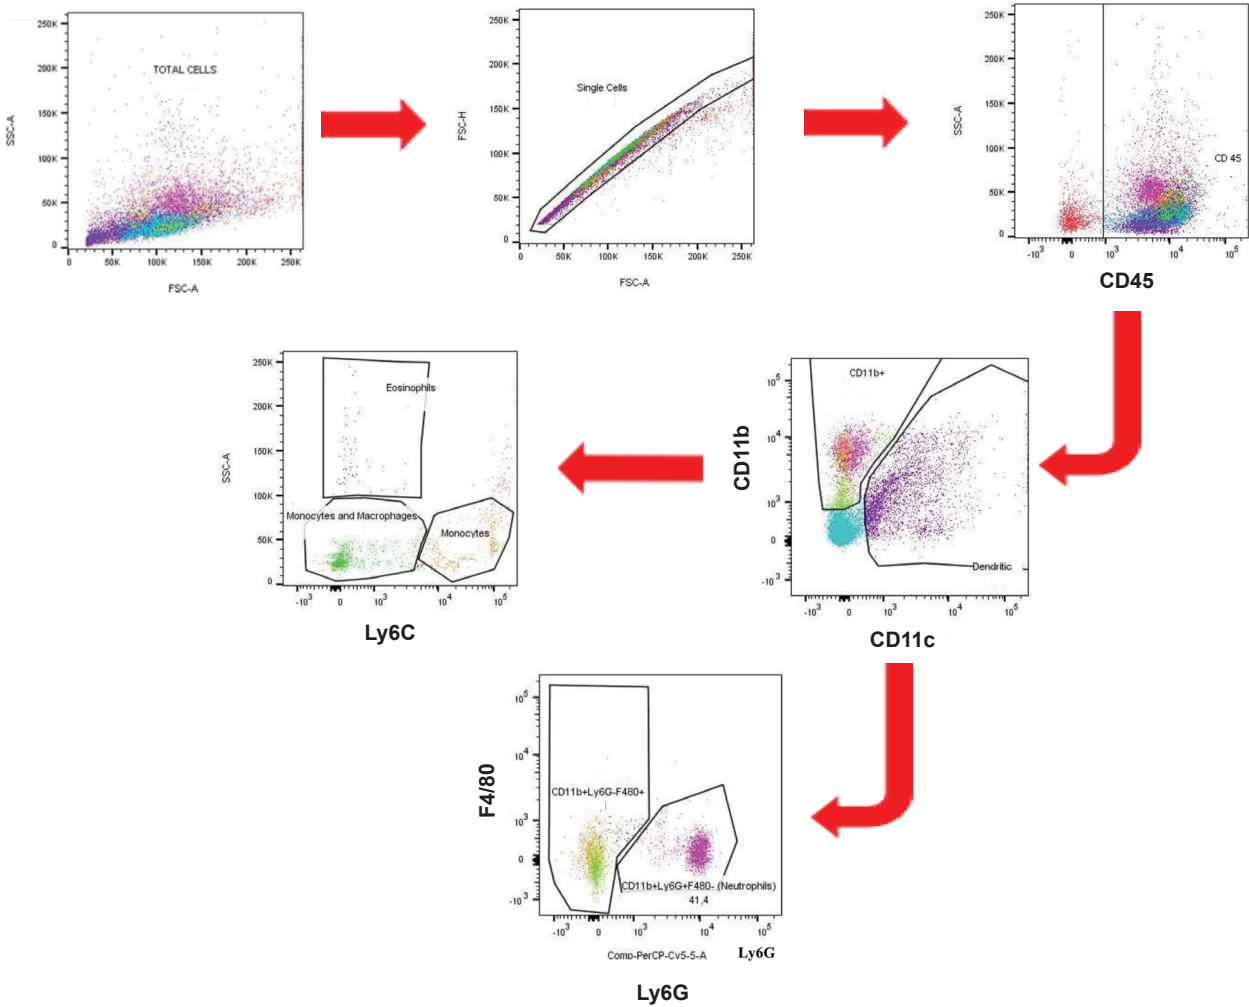 250K
200K
150K
100K
50K
0
SSC-A
TOTAL CELLS
0 50K 100K 150K 200K 250K
FSC-A
250K
200K
150K
100K
50K
0
FSC-H
Single Cells
0 50K 100K 150K 200K 250K
FSC-A
250K
200K
150K
100K
50K
0
SSC-A
CD 45
-10³ 0 10³ 10⁴ 10⁵
CD45
250K
200K
150K
100K
50K
0
SSC-A
Eosinophils
Monocytes and Macrophages
Monocytes
-10³ 0 10³ 10⁴ 10⁵
Ly6C
10⁵
10⁴
10³
0
-10³
CD11b
CD11b+
Dendritic
-10³ 0 10³ 10⁴ 10⁵
CD11c
10⁵
10⁴
10³
0
-10³
F4/80
CD11b+Ly6G-F480+
CD11b+Ly6G+F480- (Neutrophils)
41,4
-10³ 0 10³ 10⁴ 10⁵
Comp-PerCP-Cy5-5-A Ly6G
Ly6G